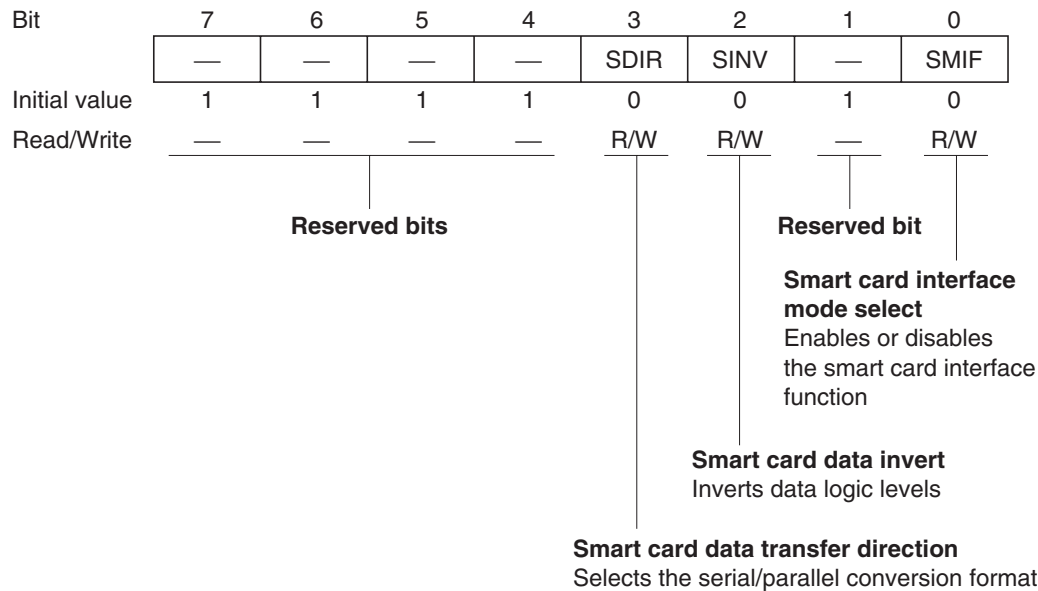 Bit 7 6 5 4 3 2 1 0
— — — — SDIR SINV — SMIF
Initial value 1 1 1 1 0 0 1 0
Read/Write — — — — R/W R/W — R/W
Reserved bits Reserved bit
Smart card interface
mode select
Enables or disables
the smart card interface
function
Smart card data invert
Inverts data logic levels
Smart card data transfer direction
Selects the serial/parallel conversion format